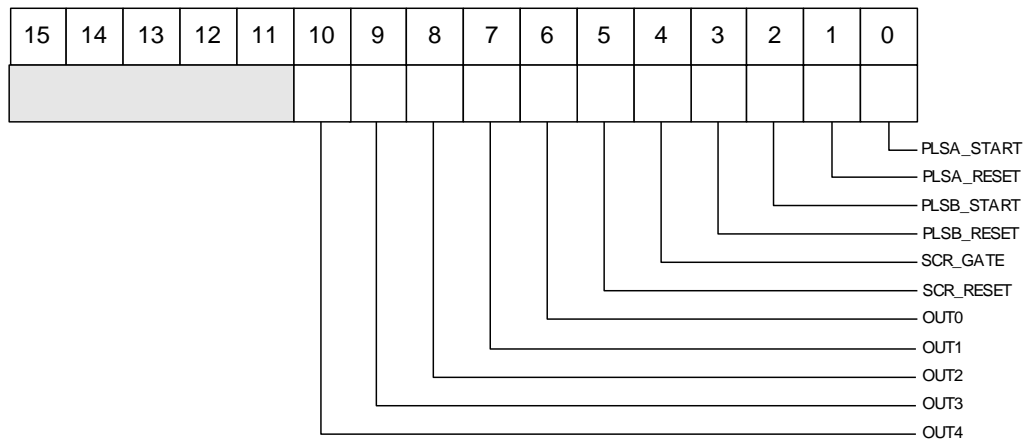 15 14 13 12 11 10 9 8 7 6 5 4 3 2 1 0
PLSA_START
PLSA_RESET
PLSB_START
PLSB_RESET
SCR_GATE
SCR_RESET
OUT0
OUT1
OUT2
OUT3
OUT4